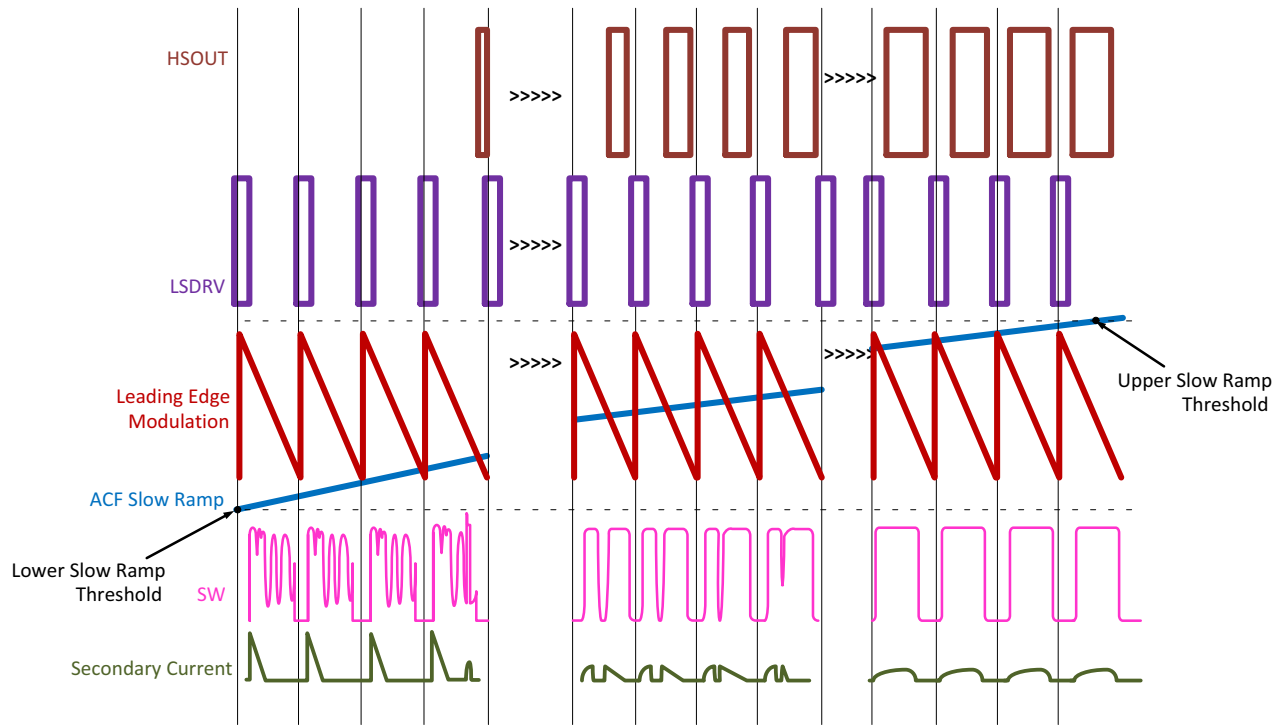 HSOUT
>>>>>
>>>>>
LSDRV
>>>>>
Leading Edge
Modulation
>>>>>
>>>>>
Upper Slow Ramp
Threshold
ACF Slow Ramp
Lower Slow Ramp
Threshold
SW
Secondary Current